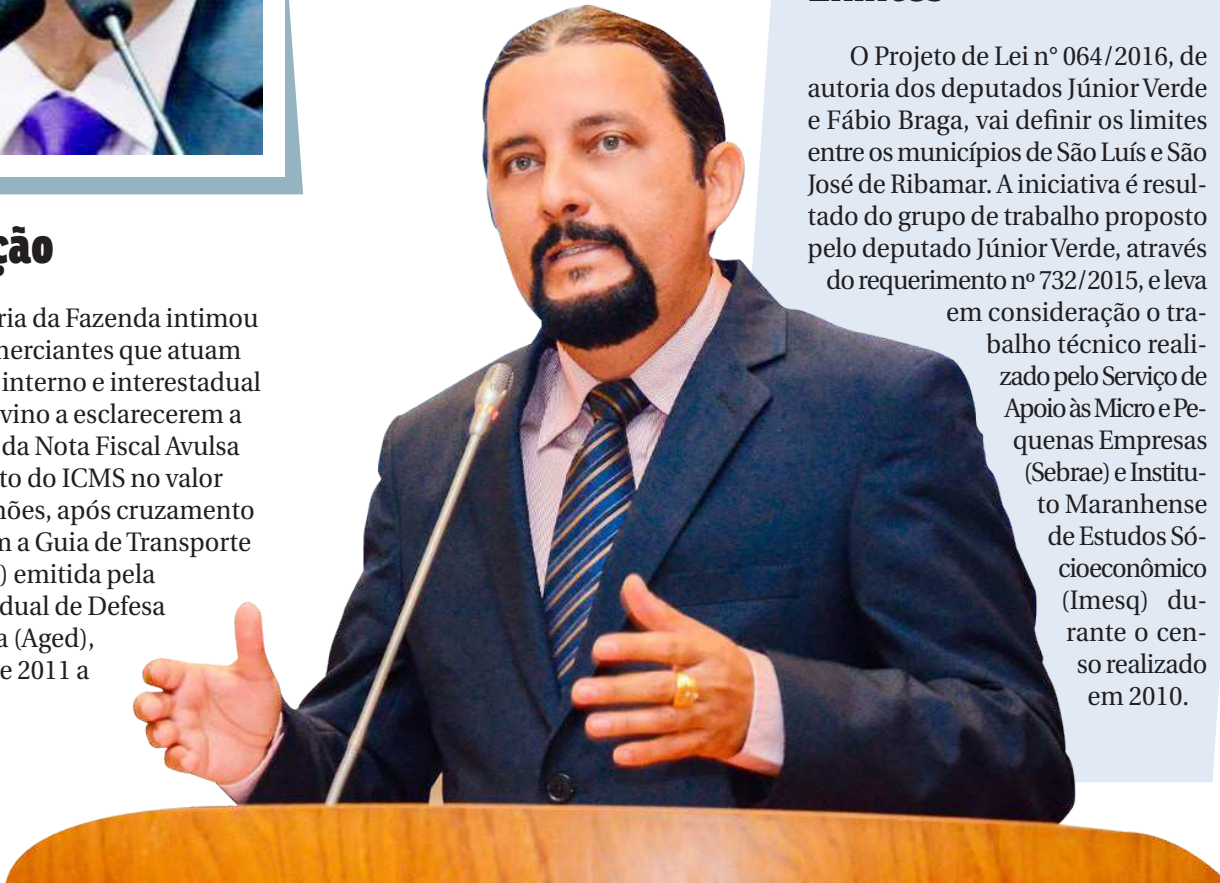 ção
ria da Fazenda intimou
merciantes que atuam
interno e interestadual
vino a esclarecerem a
da Nota Fiscal Avulsa
to do ICMS no valor
hões, após cruzamento
m a Guia de Transporte
) emitida pela
dual de Defesa
a (Aged),
e 2011 a
O Projeto de Lei n° 064/2016, de
autoria dos deputados Júnior Verde
e Fábio Braga, vai definir os limites
entre os municípios de São Luís e São
José de Ribamar. A iniciativa é resul-
tado do grupo de trabalho proposto
pelo deputado Júnior Verde, através
do requerimento nº 732/2015, e leva
em consideração o tra-
balho técnico reali-
zado pelo Serviço de
Apoio às Micro e Pe-
quenas Empresas
(Sebrae) e Institu-
to Maranhense
de Estudos Só-
cioeconômico
(Imesq) du-
rante o cen-
so realizado
em 2010.